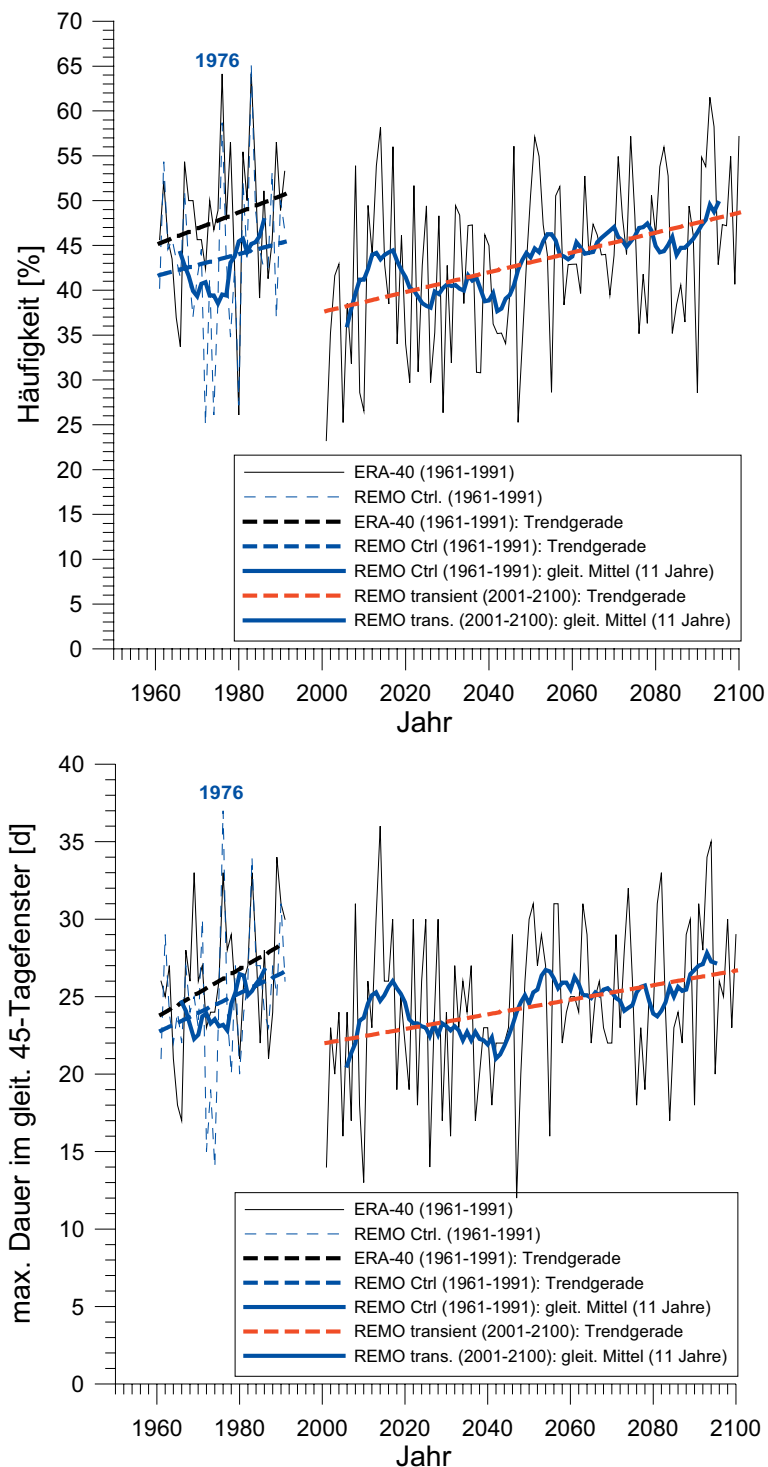 70
65
60
55
50
45
40
35
30
25
20
15
10
5
0
Häufigkeit [%]
1976
ERA-40 (1961-1991)
REMO Ctrl. (1961-1991)
ERA-40 (1961-1991): Trendgerade
REMO Ctrl (1961-1991): Trendgerade
REMO Ctrl (1961-1991): gleit. Mittel (11 Jahre)
REMO transient (2001-2100): Trendgerade
REMO trans. (2001-2100): gleit. Mittel (11 Jahre)
1960 1980 2000 2020 2040 2060 2080 2100
Jahr
40
35
30
25
20
15
10
5
0
max. Dauer im gleit. 45-Tagefenster [d]
1976
ERA-40 (1961-1991)
REMO Ctrl. (1961-1991)
ERA-40 (1961-1991): Trendgerade
REMO Ctrl (1961-1991): Trendgerade
REMO Ctrl (1961-1991): gleit. Mittel (11 Jahre)
REMO transient (2001-2100): Trendgerade
REMO trans. (2001-2100): gleit. Mittel (11 Jahre)
1960 1980 2000 2020 2040 2060 2080 2100
Jahr